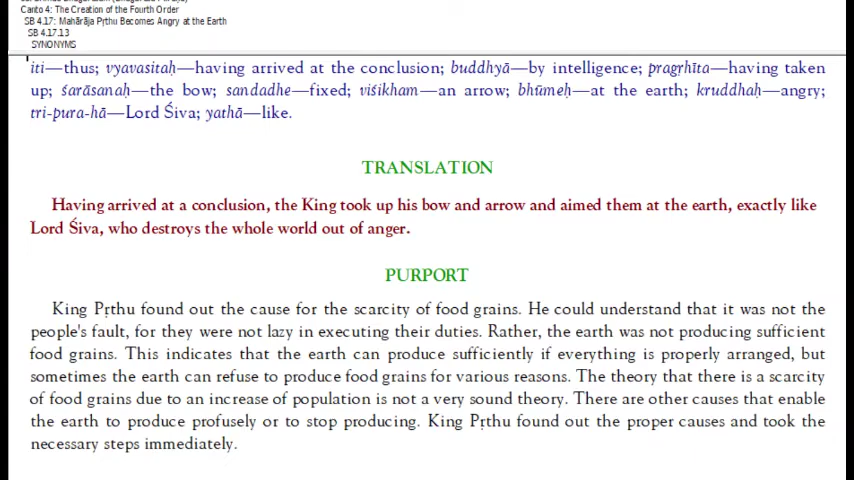 Canto 4: The Creation of the Fourth Order
SB 4.17: Mahārāja Pṛthu Becomes Angry at the Earth
SB 4.17.13
SYNONYMS
iti—thus; vyavasitaḥ—having arrived at the conclusion; buddhyā—by intelligence; pragṛhīta—having taken
up; śarāsanaḥ—the bow; sandadhe—fixed; viśikham—an arrow; bhūmeḥ—at the earth; kruddhaḥ—angry;
tri-pura-hā—Lord Śiva; yathā—like.
TRANSLATION
Having arrived at a conclusion, the King took up his bow and arrow and aimed them at the earth, exactly like
Lord Śiva, who destroys the whole world out of anger.
PURPORT
King Pṛthu found out the cause for the scarcity of food grains. He could understand that it was not the
people's fault, for they were not lazy in executing their duties. Rather, the earth was not producing sufficient
food grains. This indicates that the earth can produce sufficiently if everything is properly arranged, but
sometimes the earth can refuse to produce food grains for various reasons. The theory that there is a scarcity
of food grains due to an increase of population is not a very sound theory. There are other causes that enable
the earth to produce profusely or to stop producing. King Pṛthu found out the proper causes and took the
necessary steps immediately.